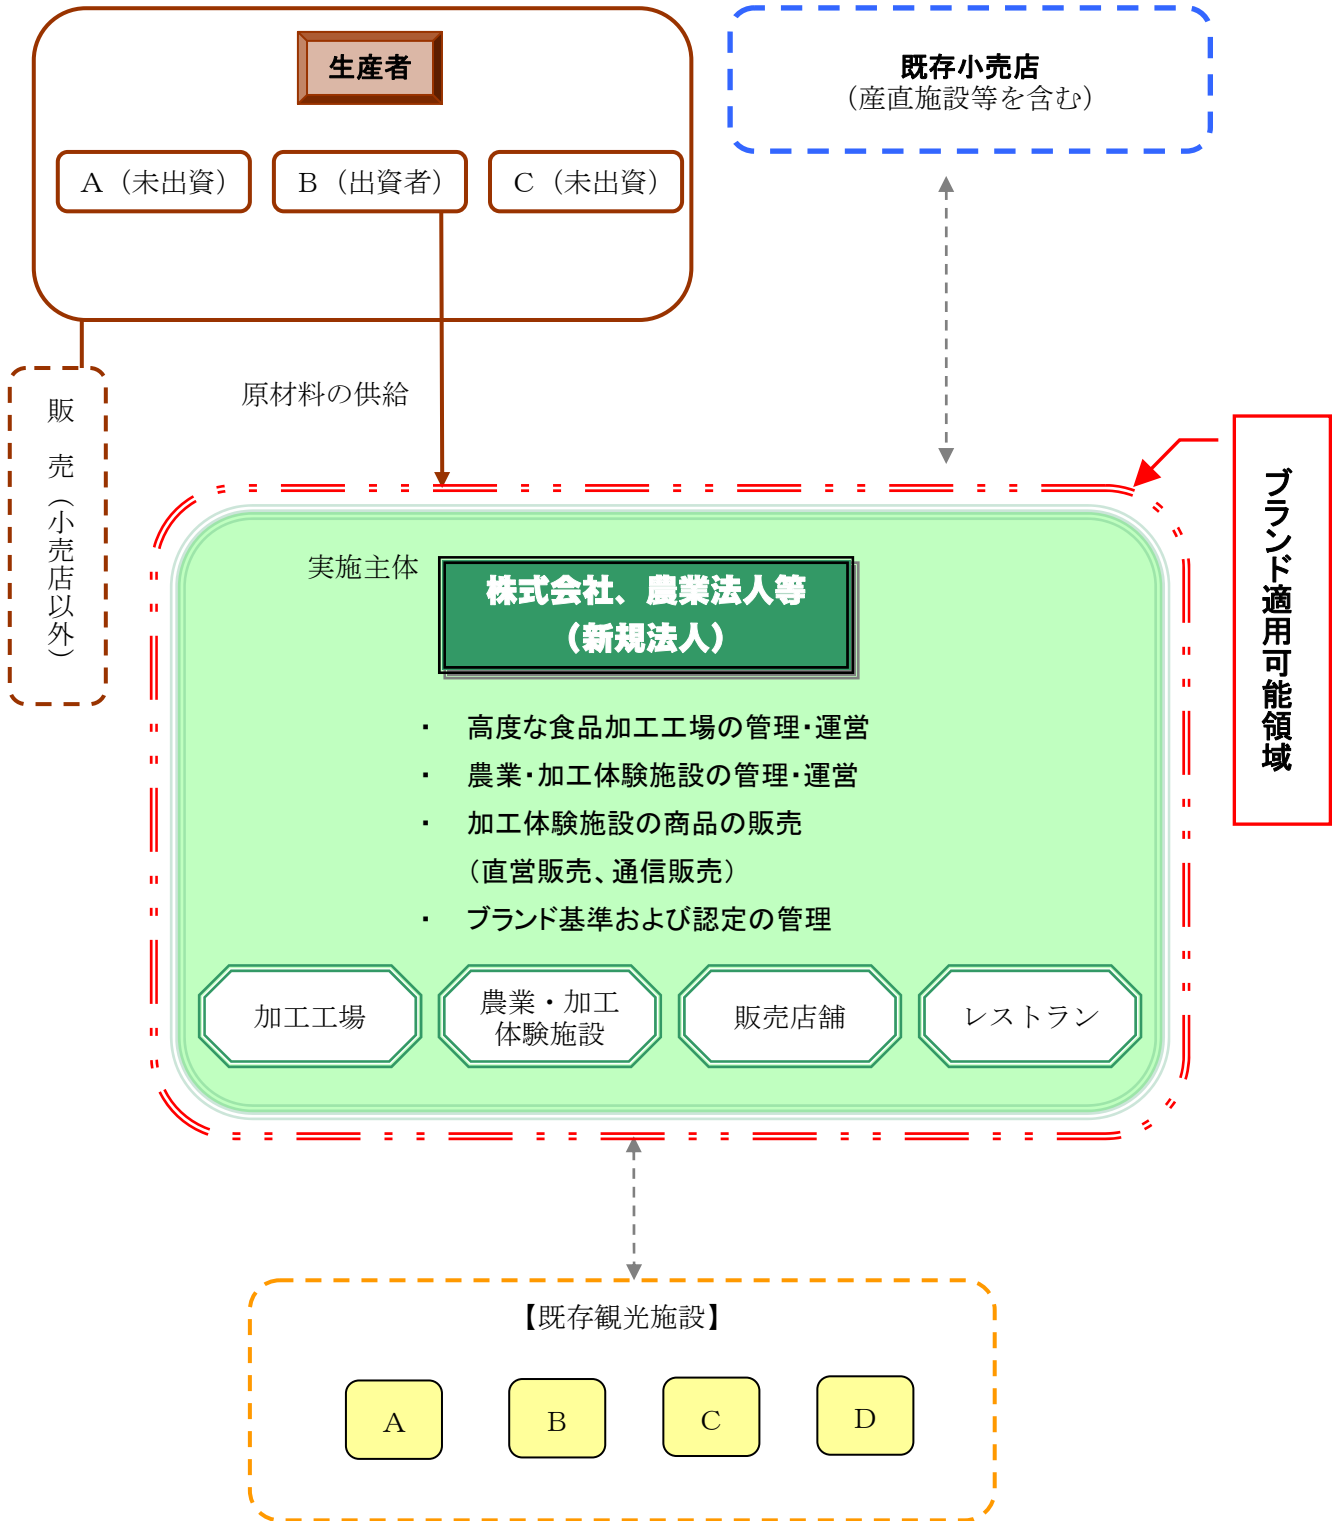 生産者
A（未出資）
B（出資者）
C（未出資）
既存小売店
（産直施設等を含む）
原材料の供給
販　売（小売店以外）
ブランド適用可能領域
実施主体
株式会社、農業法人等
（新規法人）
・　高度な食品加工工場の管理・運営
・　農業・加工体験施設の管理・運営
・　加工体験施設の商品の販売
（直営販売、通信販売）
・　ブランド基準および認定の管理
加工工場
農業・加工
体験施設
販売店舗
レストラン
【既存観光施設】
A
B
C
D